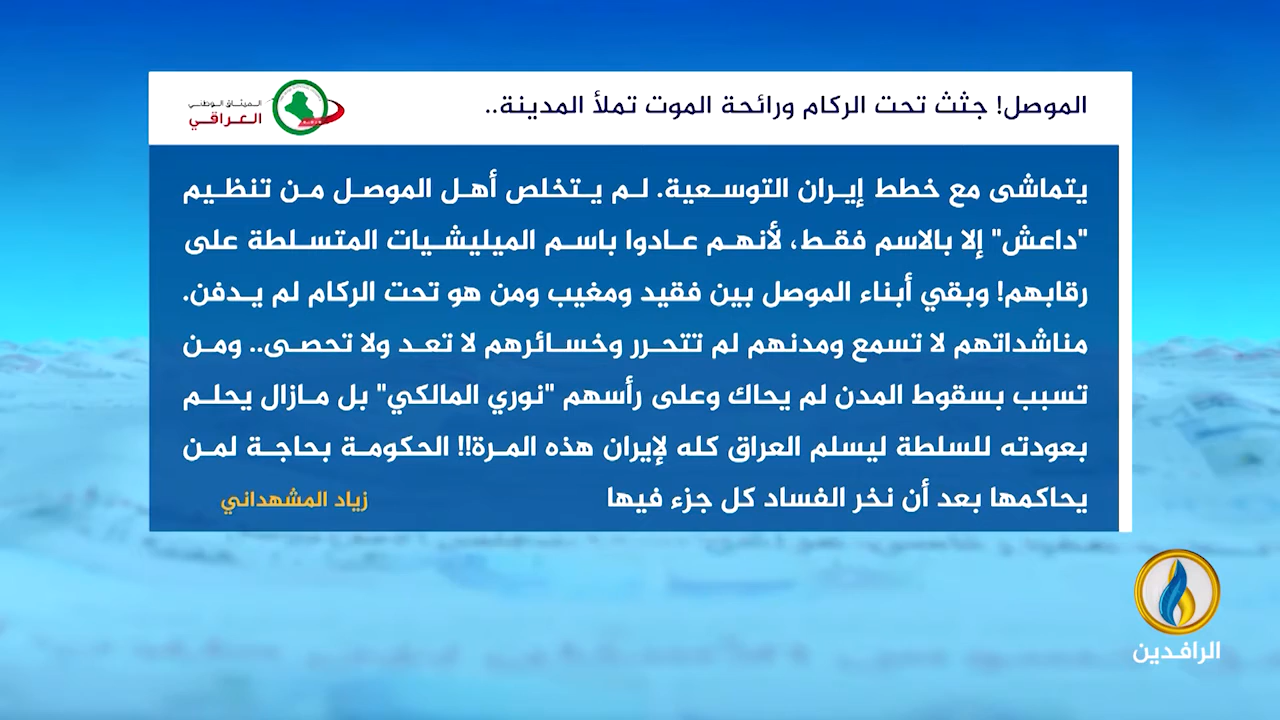 الموصل! جثث تحت الركام ورائحة الموت تملأ المدينة..
الميثاق الوطني
العراقي
يتماشى مع خطط إيران التوسعية. لم يتخلص أهل الموصل من تنظيم
"داعش" إلا بالاسم فقط، لأنهم عادوا باسم الميليشيات المتسلطة على
رقابهم! وبقي أبناء الموصل بين فقيد ومغيب ومن هو تحت الركام لم يدفن.
مناشداتهم لا تسمع ومدنهم لم تتحرر وخسائرهم لا تعد ولا تحصى.. ومن
تسبب بسقوط المدن لم يحاك وعلى رأسهم "نوري المالكي" بل مازال يحلم
بعودته للسلطة ليسلم العراق كله لإيران هذه المرة!! الحكومة بحاجة لمن
يحاكمها بعد أن نخر الفساد كل جزء فيها
زياد المشهداني
الرافدين